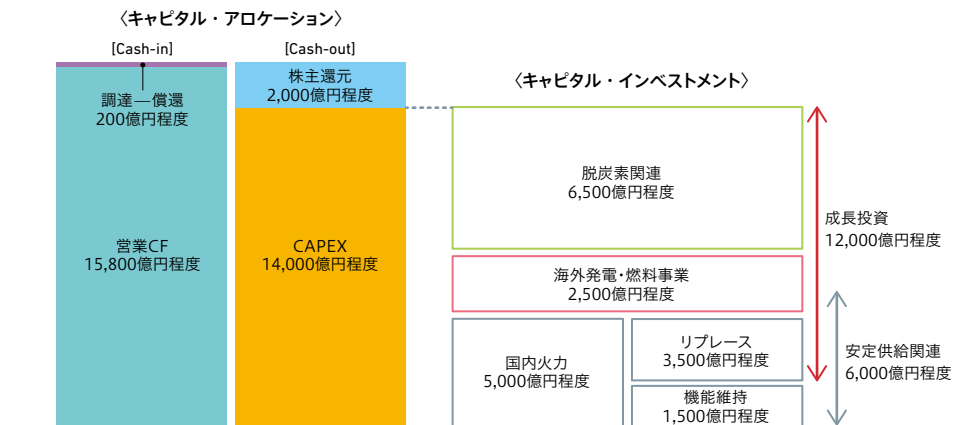 〈キャピタル・アロケーション〉
[Cash-in]
[Cash-out]
調達―償還
200億円程度
営業CF
15,800億円程度
株主還元
2,000億円程度
CAPEX
14,000億円程度
〈キャピタル・インベストメント〉
脱炭素関連
6,500億円程度
海外発電・燃料事業
2,500億円程度
国内火力
5,000億円程度
リプレース
3,500億円程度
機能維持
1,500億円程度
成長投資
12,000億円程度
安定供給関連
6,000億円程度